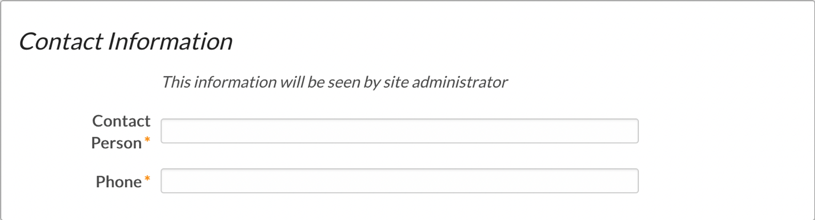 Contact Information
This information will be seen by site administrator
Contact
Person*
Phone*